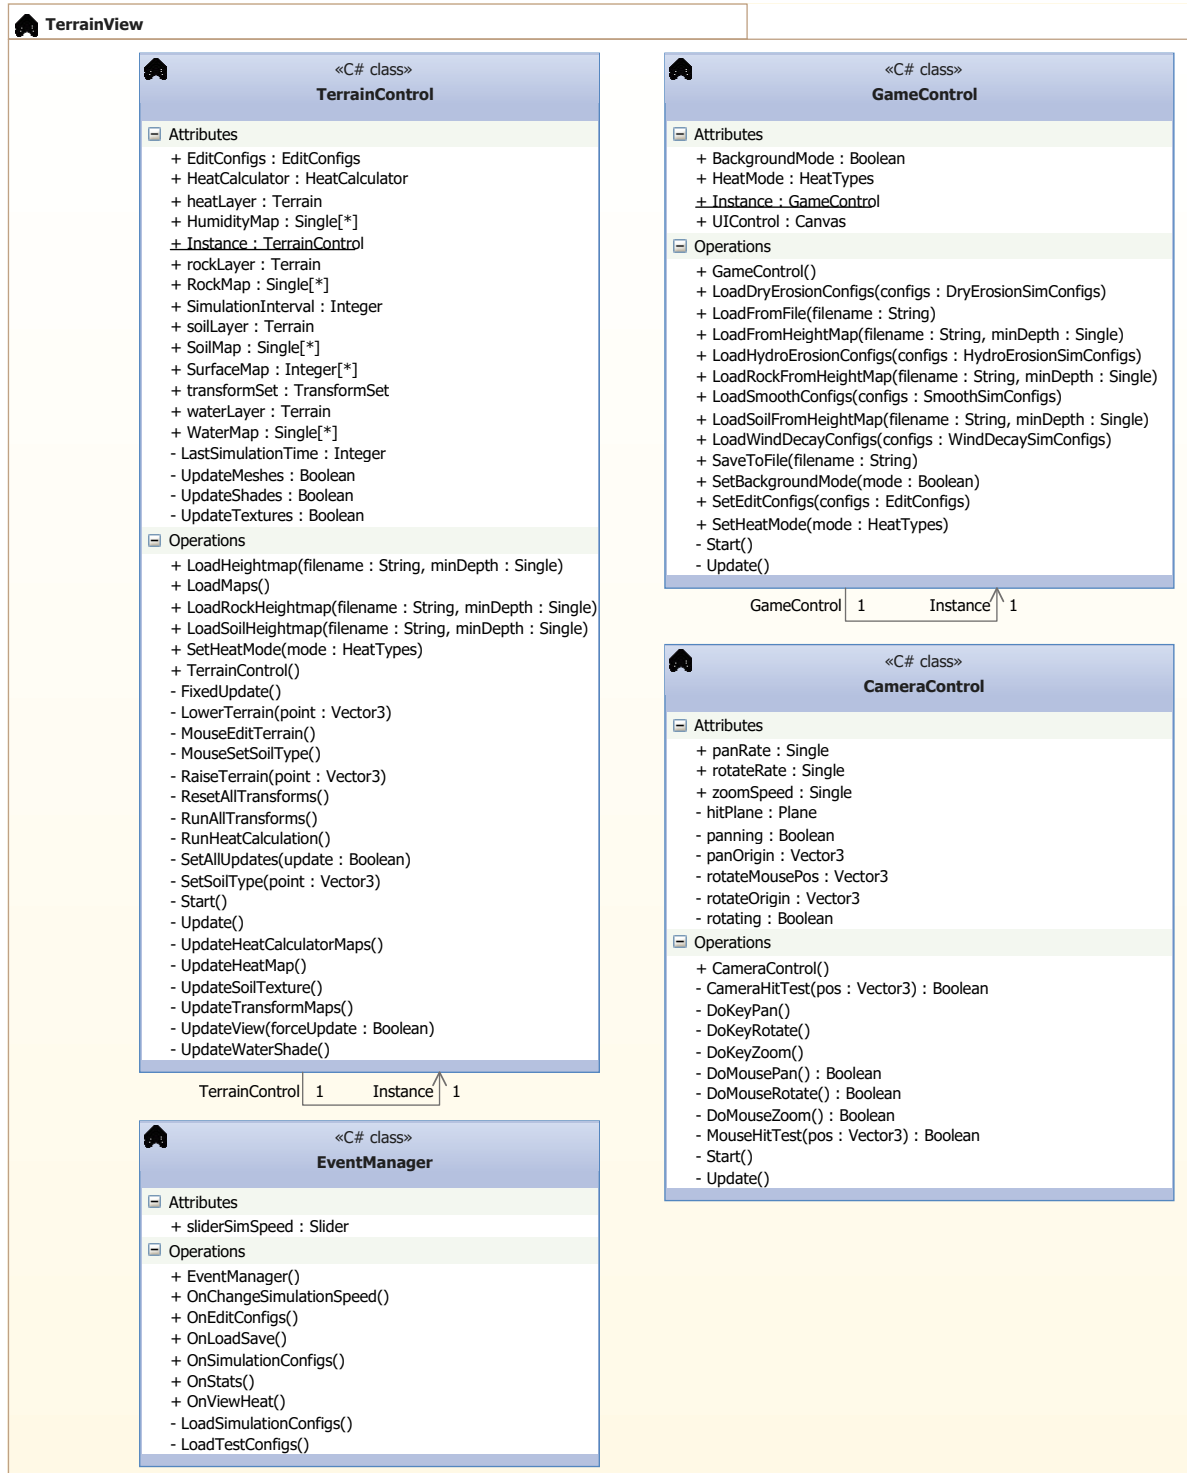 TerrainView
«C# class»
TerrainControl
Attributes
+ EditConfigs : EditConfigs
+ HeatCalculator : HeatCalculator
+ heatLayer : Terrain
+ HumidityMap : Single[*]
+ Instance : TerrainControl
+ rockLayer : Terrain
+ RockMap : Single[*]
+ SimulationInterval : Integer
+ soilLayer : Terrain
+ SoilMap : Single[*]
+ SurfaceMap : Integer[*]
+ transformSet : TransformSet
+ waterLayer : Terrain
+ WaterMap : Single[*]
- LastSimulationTime : Integer
- UpdateMeshes : Boolean
- UpdateShades : Boolean
- UpdateTextures : Boolean
Operations
+ LoadHeightmap(filename : String, minDepth : Single)
+ LoadMaps()
+ LoadRockHeightmap(filename : String, minDepth : Single)
+ LoadSoilHeightmap(filename : String, minDepth : Single)
+ SetHeatMode(mode : HeatTypes)
+ TerrainControl()
- FixedUpdate()
- LowerTerrain(point : Vector3)
- MouseEditTerrain()
- MouseSetSoilType()
- RaiseTerrain(point : Vector3)
- ResetAllTransforms()
- RunAllTransforms()
- RunHeatCalculation()
- SetAllUpdates(update : Boolean)
- SetSoilType(point : Vector3)
- Start()
- Update()
- UpdateHeatCalculatorMaps()
- UpdateHeatMap()
- UpdateSoilTexture()
- UpdateTransformMaps()
- UpdateView(forceUpdate : Boolean)
- UpdateWaterShade()
TerrainControl 1 Instance 1
«C# class»
EventManager
Attributes
+ sliderSimSpeed : Slider
Operations
+ EventManager()
+ OnChangeSimulationSpeed()
+ OnEditConfigs()
+ OnLoadSave()
+ OnSimulationConfigs()
+ OnStats()
+ OnViewHeat()
- LoadSimulationConfigs()
- LoadTestConfigs()
«C# class»
GameControl
Attributes
+ BackgroundMode : Boolean
+ HeatMode : HeatTypes
+ Instance : GameControl
+ UIControl : Canvas
Operations
+ GameControl()
+ LoadDryErosionConfigs(configs : DryErosionSimConfigs)
+ LoadFromFile(filename : String)
+ LoadFromHeightMap(filename : String, minDepth : Single)
+ LoadHydroErosionConfigs(configs : HydroErosionSimConfigs)
+ LoadRockFromHeightMap(filename : String, minDepth : Single)
+ LoadSmoothConfigs(configs : SmoothSimConfigs)
+ LoadSoilFromHeightMap(filename : String, minDepth : Single)
+ LoadWindDecayConfigs(configs : WindDecaySimConfigs)
+ SaveToFile(filename : String)
+ SetBackgroundMode(mode : Boolean)
+ SetEditConfigs(configs : EditConfigs)
+ SetHeatMode(mode : HeatTypes)
- Start()
- Update()
GameControl 1 Instance 1
«C# class»
CameraControl
Attributes
+ panRate : Single
+ rotateRate : Single
+ zoomSpeed : Single
- hitPlane : Plane
- panning : Boolean
- panOrigin : Vector3
- rotateMousePos : Vector3
- rotateOrigin : Vector3
- rotating : Boolean
Operations
+ CameraControl()
- CameraHitTest(pos : Vector3) : Boolean
- DoKeyPan()
- DoKeyRotate()
- DoKeyZoom()
- DoMousePan() : Boolean
- DoMouseRotate() : Boolean
- DoMouseZoom() : Boolean
- MouseHitTest(pos : Vector3) : Boolean
- Start()
- Update()